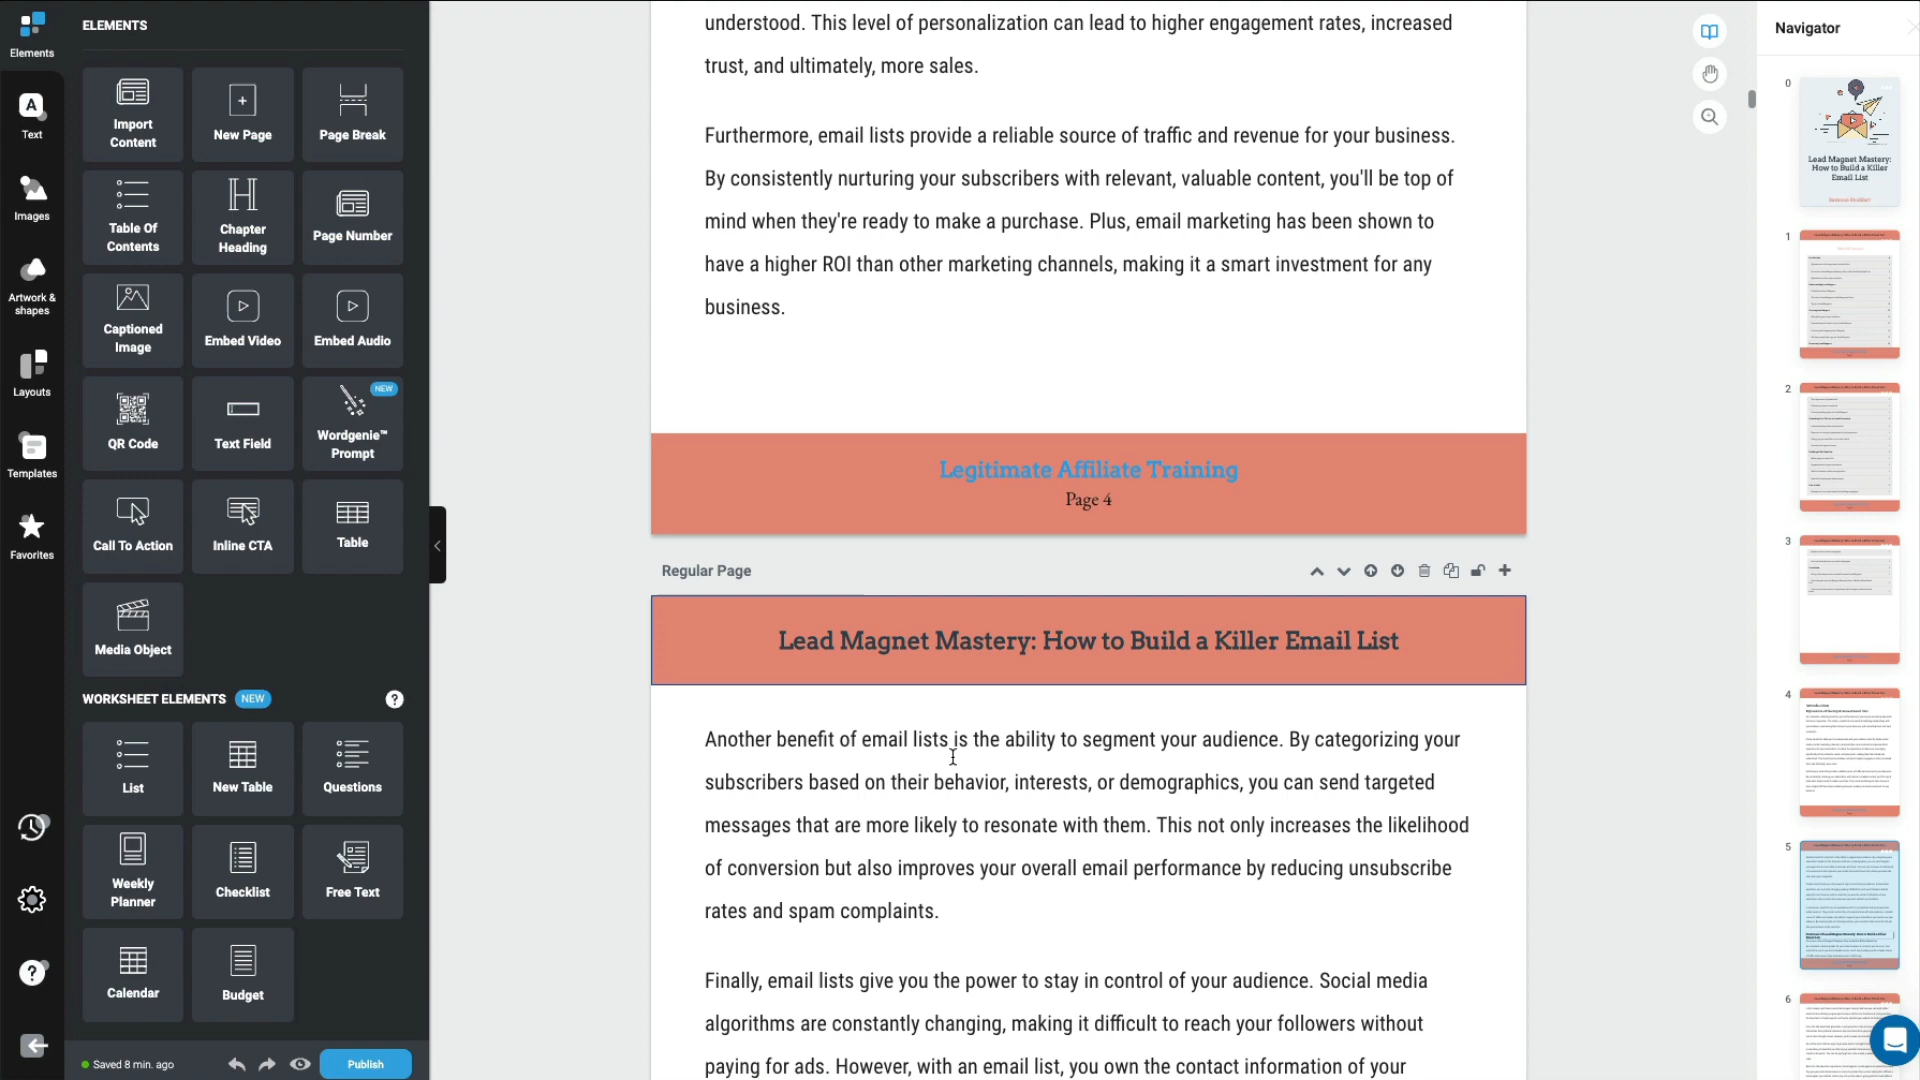 ELEMENTS
Elements
Text
Images
Artwork &
shapes
Layouts
Templates
Favorites
Import
Content
New Page
Page Break
Table Of
Contents
Chapter
Heading
Page Number
Captioned
Image
Embed Video
Embed Audio
QR Code
Text Field
NEW
Wordgenie™
Prompt
Call To Action
Inline CTA
Table
Media Object
WORKSHEET ELEMENTS NEW
?
List
New Table
Questions
Weekly
Planner
Checklist
Free Text
Calendar
Budget
Saved 8 min. ago
Publish
understood. This level of personalization can lead to higher engagement rates, increased
trust, and ultimately, more sales.
Furthermore, email lists provide a reliable source of traffic and revenue for your business.
By consistently nurturing your subscribers with relevant, valuable content, you'll be top of
mind when they're ready to make a purchase. Plus, email marketing has been shown to
have a higher ROI than other marketing channels, making it a smart investment for any
business.
Legitimate Affiliate Training
Page 4
Regular Page
Lead Magnet Mastery: How to Build a Killer Email List
Another benefit of email lists is the ability to segment your audience. By categorizing your
subscribers based on their behavior, interests, or demographics, you can send targeted
messages that are more likely to resonate with them. This not only increases the likelihood
of conversion but also improves your overall email performance by reducing unsubscribe
rates and spam complaints.
Finally, email lists give you the power to stay in control of your audience. Social media
algorithms are constantly changing, making it difficult to reach your followers without
paying for ads. However, with an email list, you own the contact information of your
Navigator
0
Lead Magnet Mastery:
How to Build a Killer
Email List
1
2
3
4
5
6